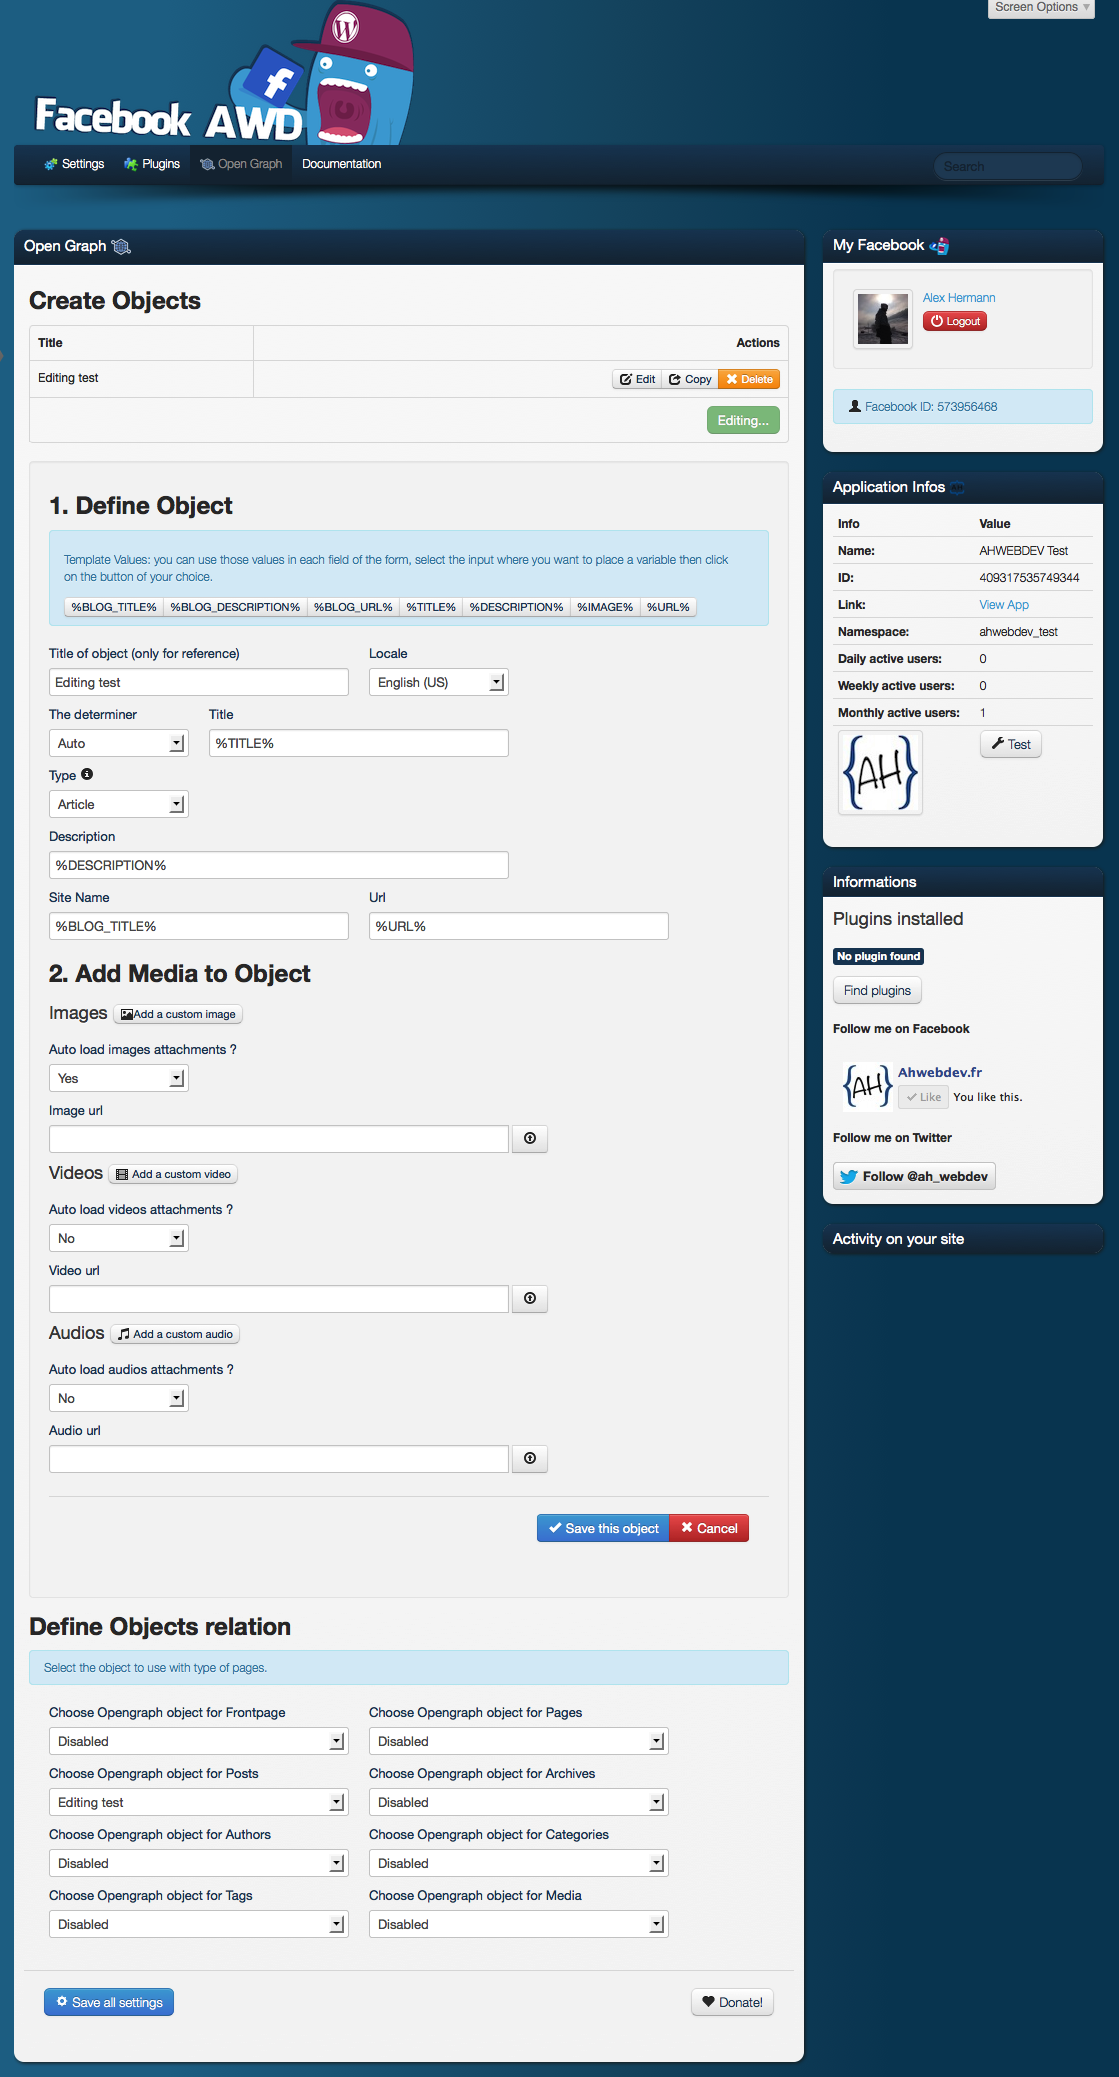 Screen Options
Facebook AWD
Settings Plugins Open Graph Documentation Search
Open Graph
Create Objects
Title Actions
Editing test Edit Copy Delete
Editing...
1. Define Object
Template Values: you can use those values in each field of the form, select the input where you want to place a variable then click
on the button of your choice.
%BLOG_TITLE% %BLOG_DESCRIPTION% %BLOG_URL% %TITLE% %DESCRIPTION% %IMAGE% %URL%
Title of object (only for reference) Locale
Editing test English (US)
The determiner Title
Auto %TITLE%
Type
Article
Description
%DESCRIPTION%
Site Name Url
%BLOG_TITLE% %URL%
2. Add Media to Object
Images Add a custom image
Auto load images attachments ?
Yes
Image url
Videos Add a custom video
Auto load videos attachments ?
No
Video url
Audios Add a custom audio
Auto load audios attachments ?
No
Audio url
Save this object Cancel
Define Objects relation
Select the object to use with type of pages.
Choose Opengraph object for Frontpage Choose Opengraph object for Pages
Disabled Disabled
Choose Opengraph object for Posts Choose Opengraph object for Archives
Editing test Disabled
Choose Opengraph object for Authors Choose Opengraph object for Categories
Disabled Disabled
Choose Opengraph object for Tags Choose Opengraph object for Media
Disabled Disabled
Save all settings Donate!
My Facebook
Alex Hermann
Logout
Facebook ID: 573956468
Application Infos
Info Value
Name: AHWEBDEV Test
ID: 409317535749344
Link: View App
Namespace: ahwebdev_test
Daily active users: 0
Weekly active users: 0
Monthly active users: 1
{AH} Test
Informations
Plugins installed
No plugin found
Find plugins
Follow me on Facebook
{AH} Ahwebdev.fr
Like You like this.
Follow me on Twitter
Follow @ah_webdev
Activity on your site